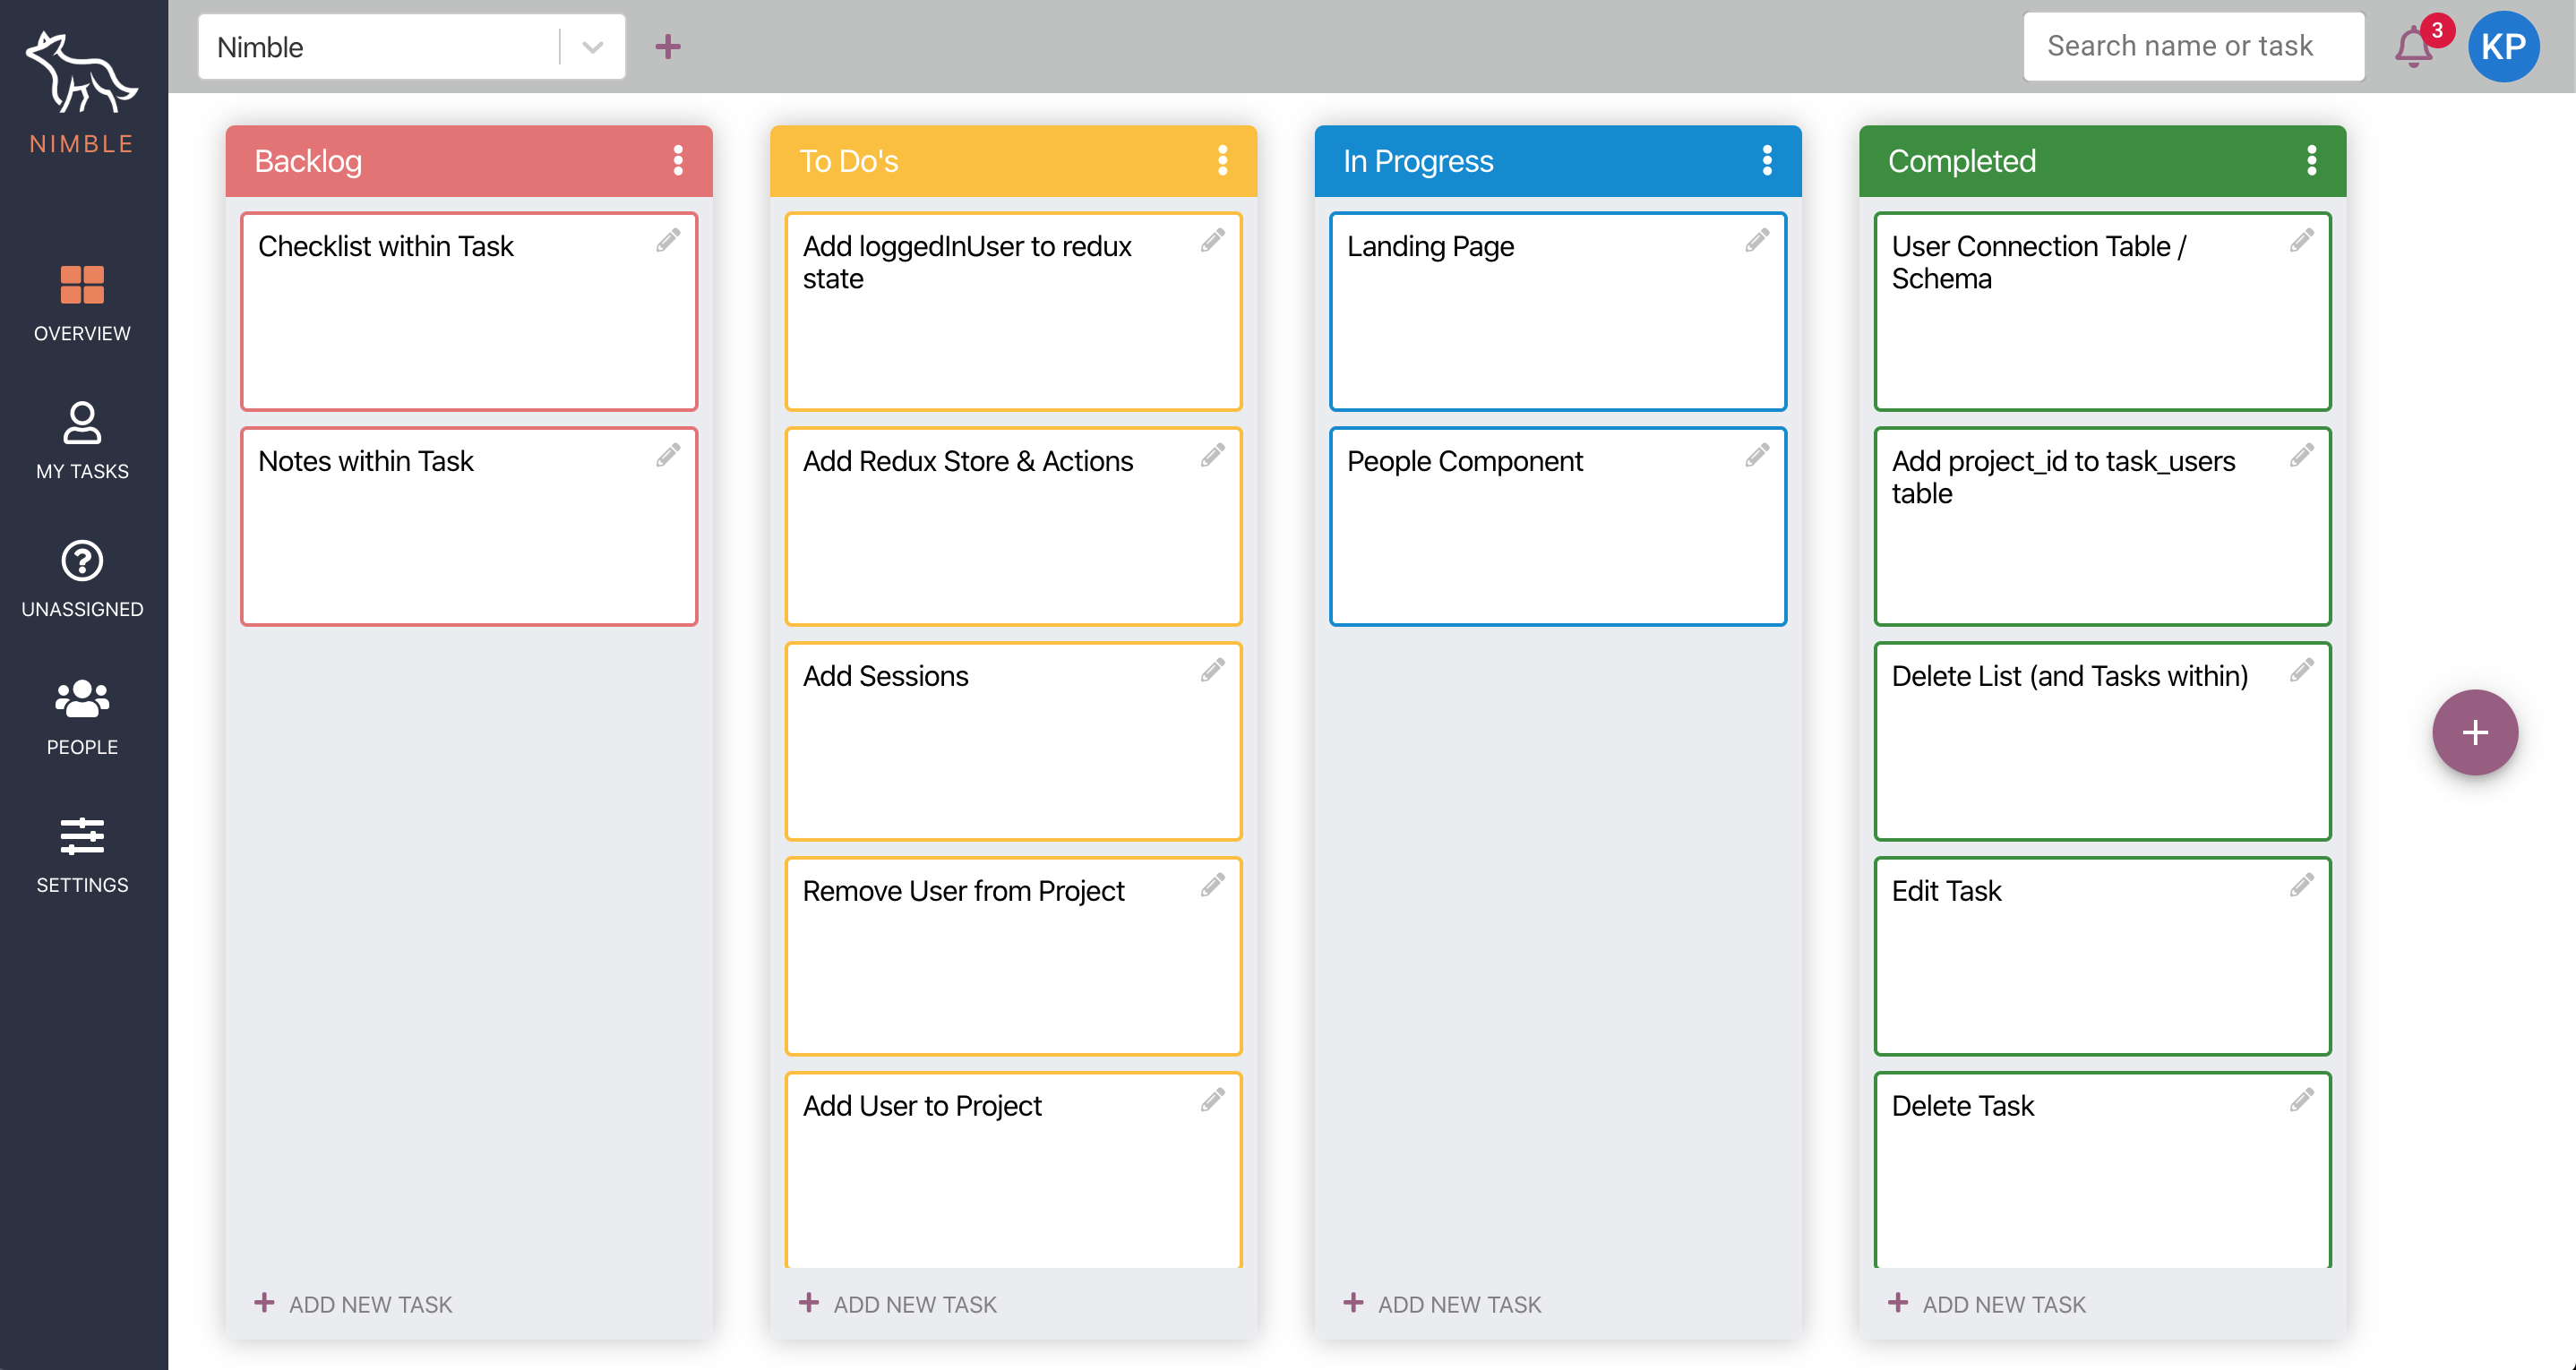 NIMBLE
OVERVIEW
MY TASKS
UNASSIGNED
PEOPLE
SETTINGS
Nimble
Search name or task
3
KP
Backlog
Checklist within Task
Notes within Task
ADD NEW TASK
To Do's
Add loggedInUser to redux
state
Add Redux Store & Actions
Add Sessions
Remove User from Project
Add User to Project
ADD NEW TASK
In Progress
Landing Page
People Component
ADD NEW TASK
Completed
User Connection Table /
Schema
Add project_id to task_users
table
Delete List (and Tasks within)
Edit Task
Delete Task
ADD NEW TASK